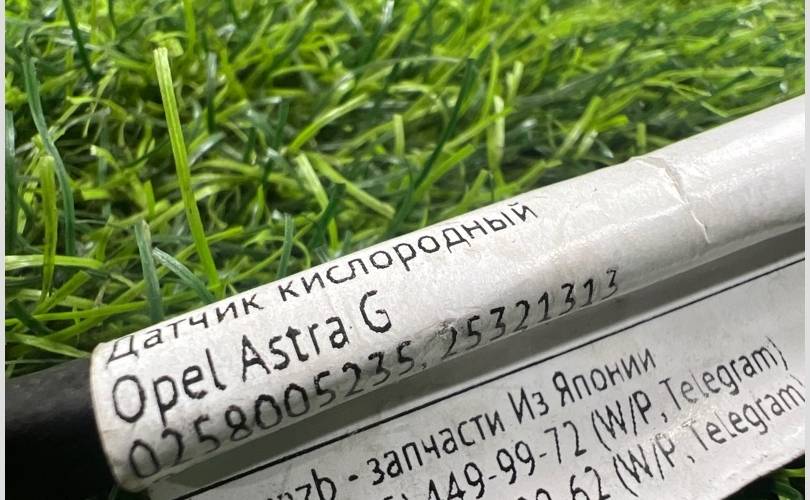 Датчик кислородный
Opel Astra G
0258005235, 25321313
- запчасти Из Японии
449-99-72 (W/P, Telegram)
-62 (W/P, Telegram)